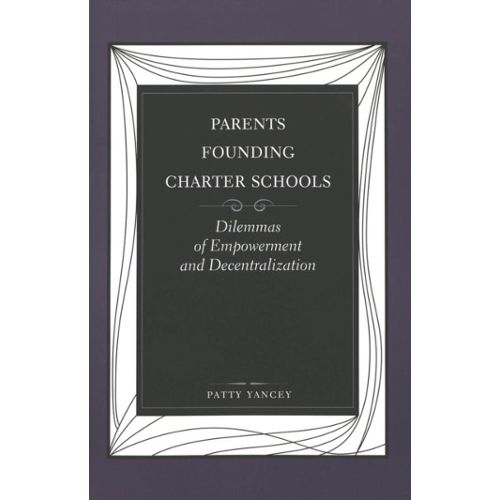 PARENTS
FOUNDING
CHARTER SCHOOLS
Dilemmas
of Empowerment
and Decentralization
PATTY YANCEY